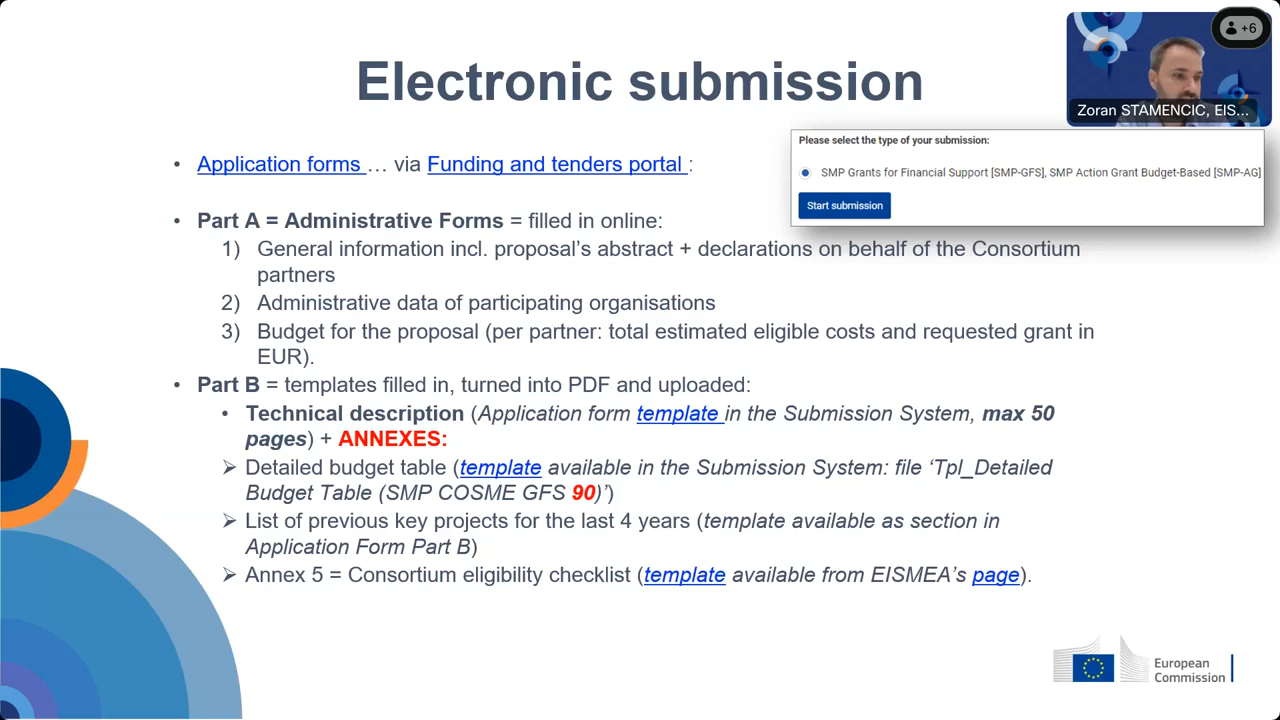 Electronic submission
+6
Zoran STAMENCIC, EIS...
Please select the type of your submission:
SMP Grants for Financial Support [SMP-GFS], SMP Action Grant Budget-Based [SMP-AG]
Start submission
• Application forms … via Funding and tenders portal :
• Part A = Administrative Forms = filled in online:
1) General information incl. proposal’s abstract + declarations on behalf of the Consortium
partners
2) Administrative data of participating organisations
3) Budget for the proposal (per partner: total estimated eligible costs and requested grant in
EUR).
• Part B = templates filled in, turned into PDF and uploaded:
• Technical description (Application form template in the Submission System, max 50
pages) + ANNEXES:
➢ Detailed budget table (template available in the Submission System: file ‘Tpl_Detailed
Budget Table (SMP COSME GFS 90)’)
➢ List of previous key projects for the last 4 years (template available as section in
Application Form Part B)
➢ Annex 5 = Consortium eligibility checklist (template available from EISMEA’s page).
European
Commission